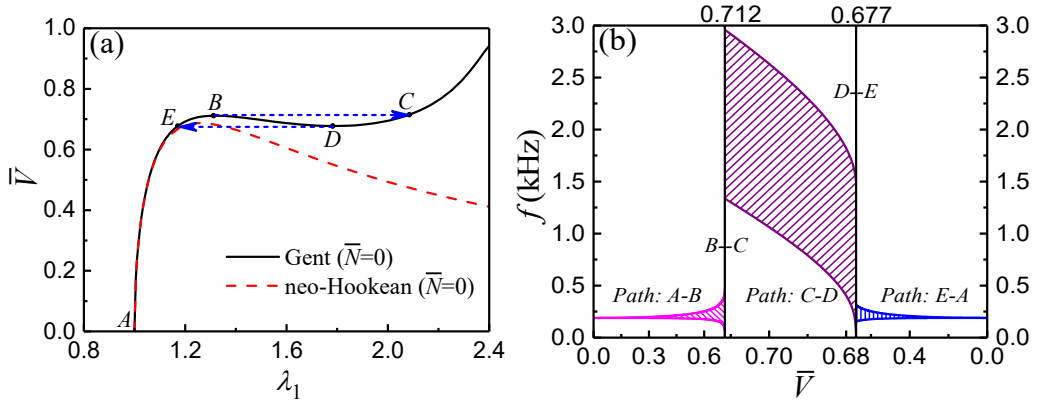 (a)
1.0
0.8
0.6
0.4
0.2
0.0
V̅
A
E
B
C
D
Gent (N̅=0)
neo-Hookean (N̅=0)
0.8 1.2 1.6 2.0 2.4
λ₁
0.712 0.677
(b)
3.0
2.5
2.0
1.5
1.0
0.5
0.0
f (kHz)
D E
B C
Path: A-B Path: C-D Path: E-A
3.0
2.5
2.0
1.5
1.0
0.5
0.0
0.0 0.3 0.6 0.70 0.68 0.4 0.0
V̅